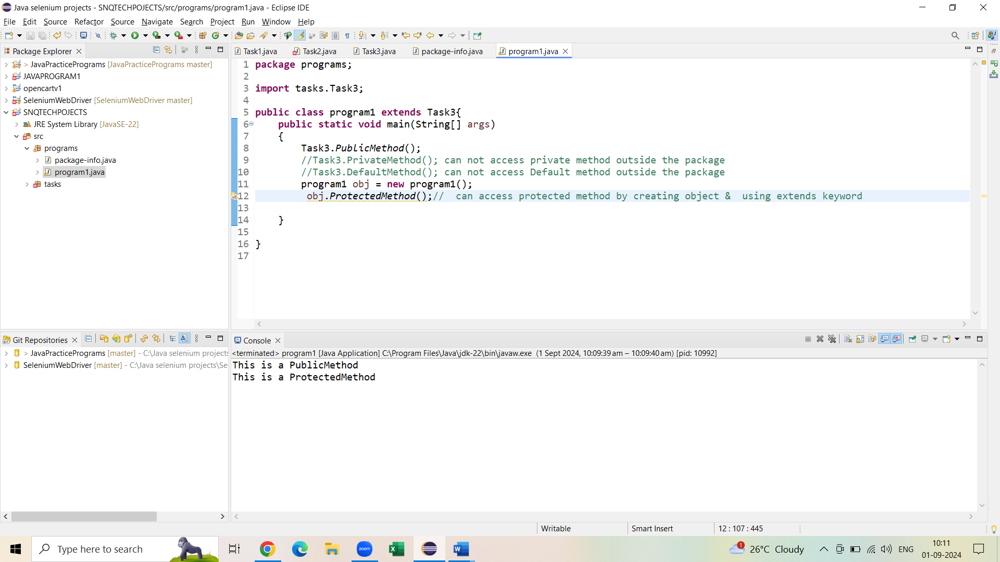 Java selenium projects - SNQTECHPOJECTS/src/programs/program1.java - Eclipse IDE
File Edit Source Refactor Source Navigate Search Project Run Window Help
Package Explorer
> JavaPracticePrograms [JavaPracticePrograms master]
JAVAPROGRAM1
opencartv1
SeleniumWebDriver [SeleniumWebDriver master]
SNQTECHPOJECTS
JRE System Library [JavaSE-22]
src
programs
package-info.java
program1.java
tasks
Task1.java Task2.java Task3.java package-info.java program1.java
1 package programs;
2
3 import tasks.Task3;
4
5 public class program1 extends Task3{
6 public static void main(String[] args)
7 {
8 Task3.PublicMethod();
9 //Task3.PrivateMethod(); can not access private method outside the package
10 //Task3.DefaultMethod(); can not access Default method outside the package
11 program1 obj = new program1();
12 obj.ProtectedMethod();//  can access protected method by creating object &  using extends keyword
13
14 }
15
16 }
17
Git Repositories
> JavaPracticePrograms [master] - C:\Java selenium projects
SeleniumWebDriver [master] - C:\Java selenium projects\Se
Console
<terminated> program1 [Java Application] C:\Program Files\Java\jdk-22\bin\javaw.exe (1 Sept 2024, 10:09:39 am – 10:09:40 am) [pid: 10992]
This is a PublicMethod
This is a ProtectedMethod
Writable Smart Insert 12 : 107 : 445
Type here to search
zoom
1
26°C Cloudy
ENG
10:11
01-09-2024